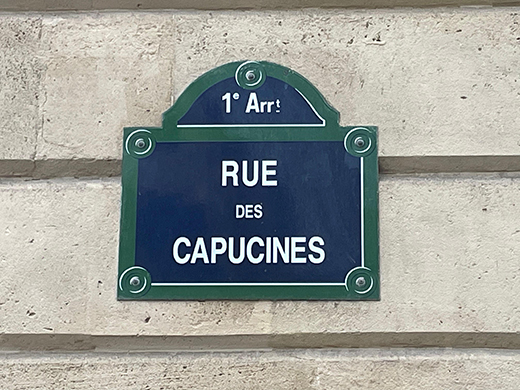 1e Arrt
RUE
DES
CAPUCINES